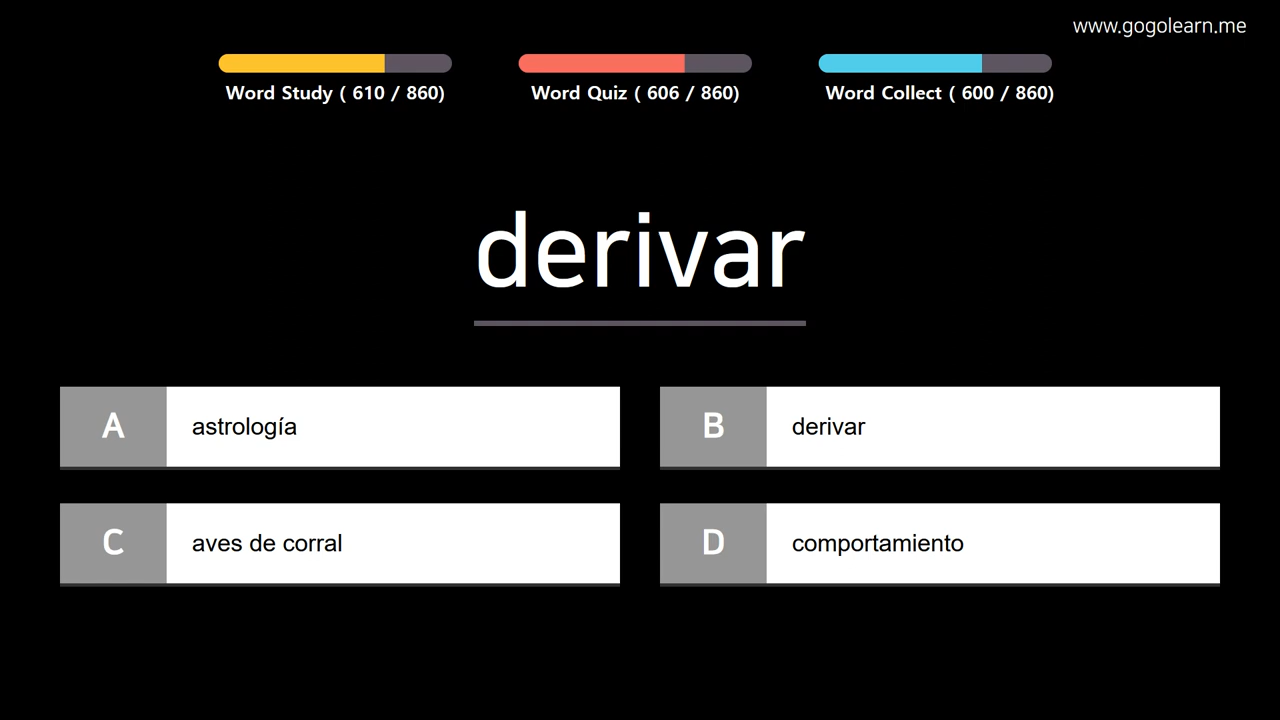 www.gogolearn.me
Word Study ( 610 / 860)
Word Quiz ( 606 / 860)
Word Collect ( 600 / 860)
derivar
A astrología
B derivar
C aves de corral
D comportamiento